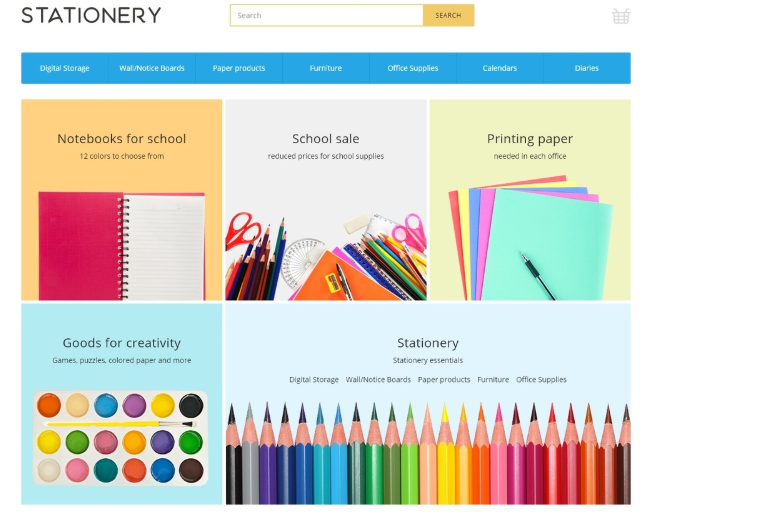 STATIONERY
Search
SEARCH
Digital Storage
Wall/Notice Boards
Paper products
Furniture
Office Supplies
Calendars
Diaries
Notebooks for school
12 colors to choose from
School sale
reduced prices for school supplies
Printing paper
needed in each office
Goods for creativity
Games, puzzles, colored paper and more
Stationery
Stationery essentials
Digital Storage Wall/Notice Boards Paper products Furniture Office Supplies